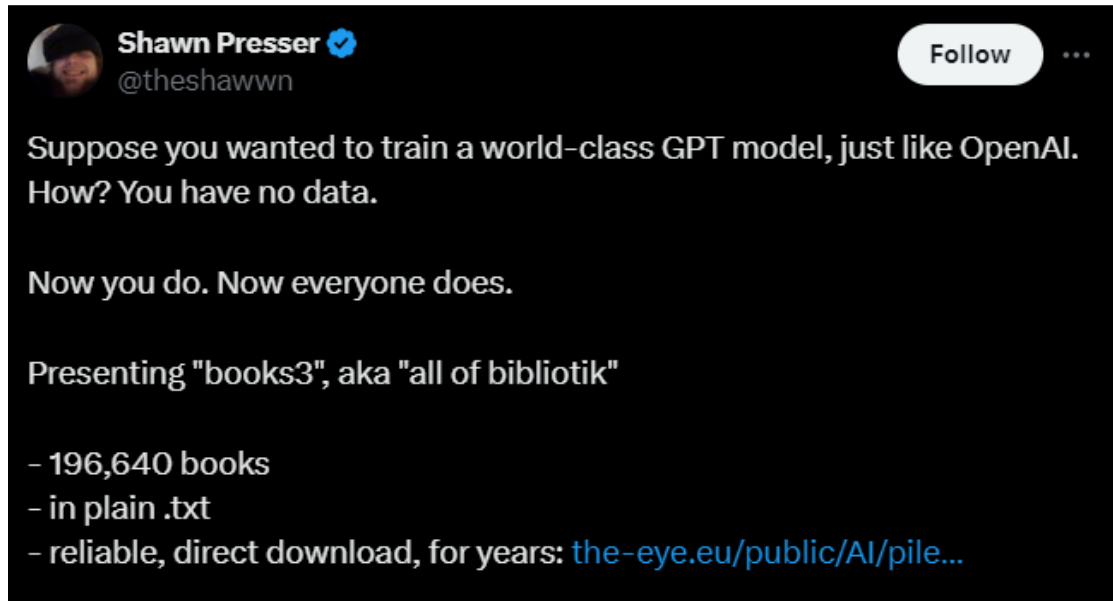 Shawn Presser
@theshawwn
Follow
Suppose you wanted to train a world-class GPT model, just like OpenAI.
How? You have no data.
Now you do. Now everyone does.
Presenting "books3", aka "all of bibliotik"
- 196,640 books
- in plain .txt
- reliable, direct download, for years: the-eye.eu/public/AI/pile...